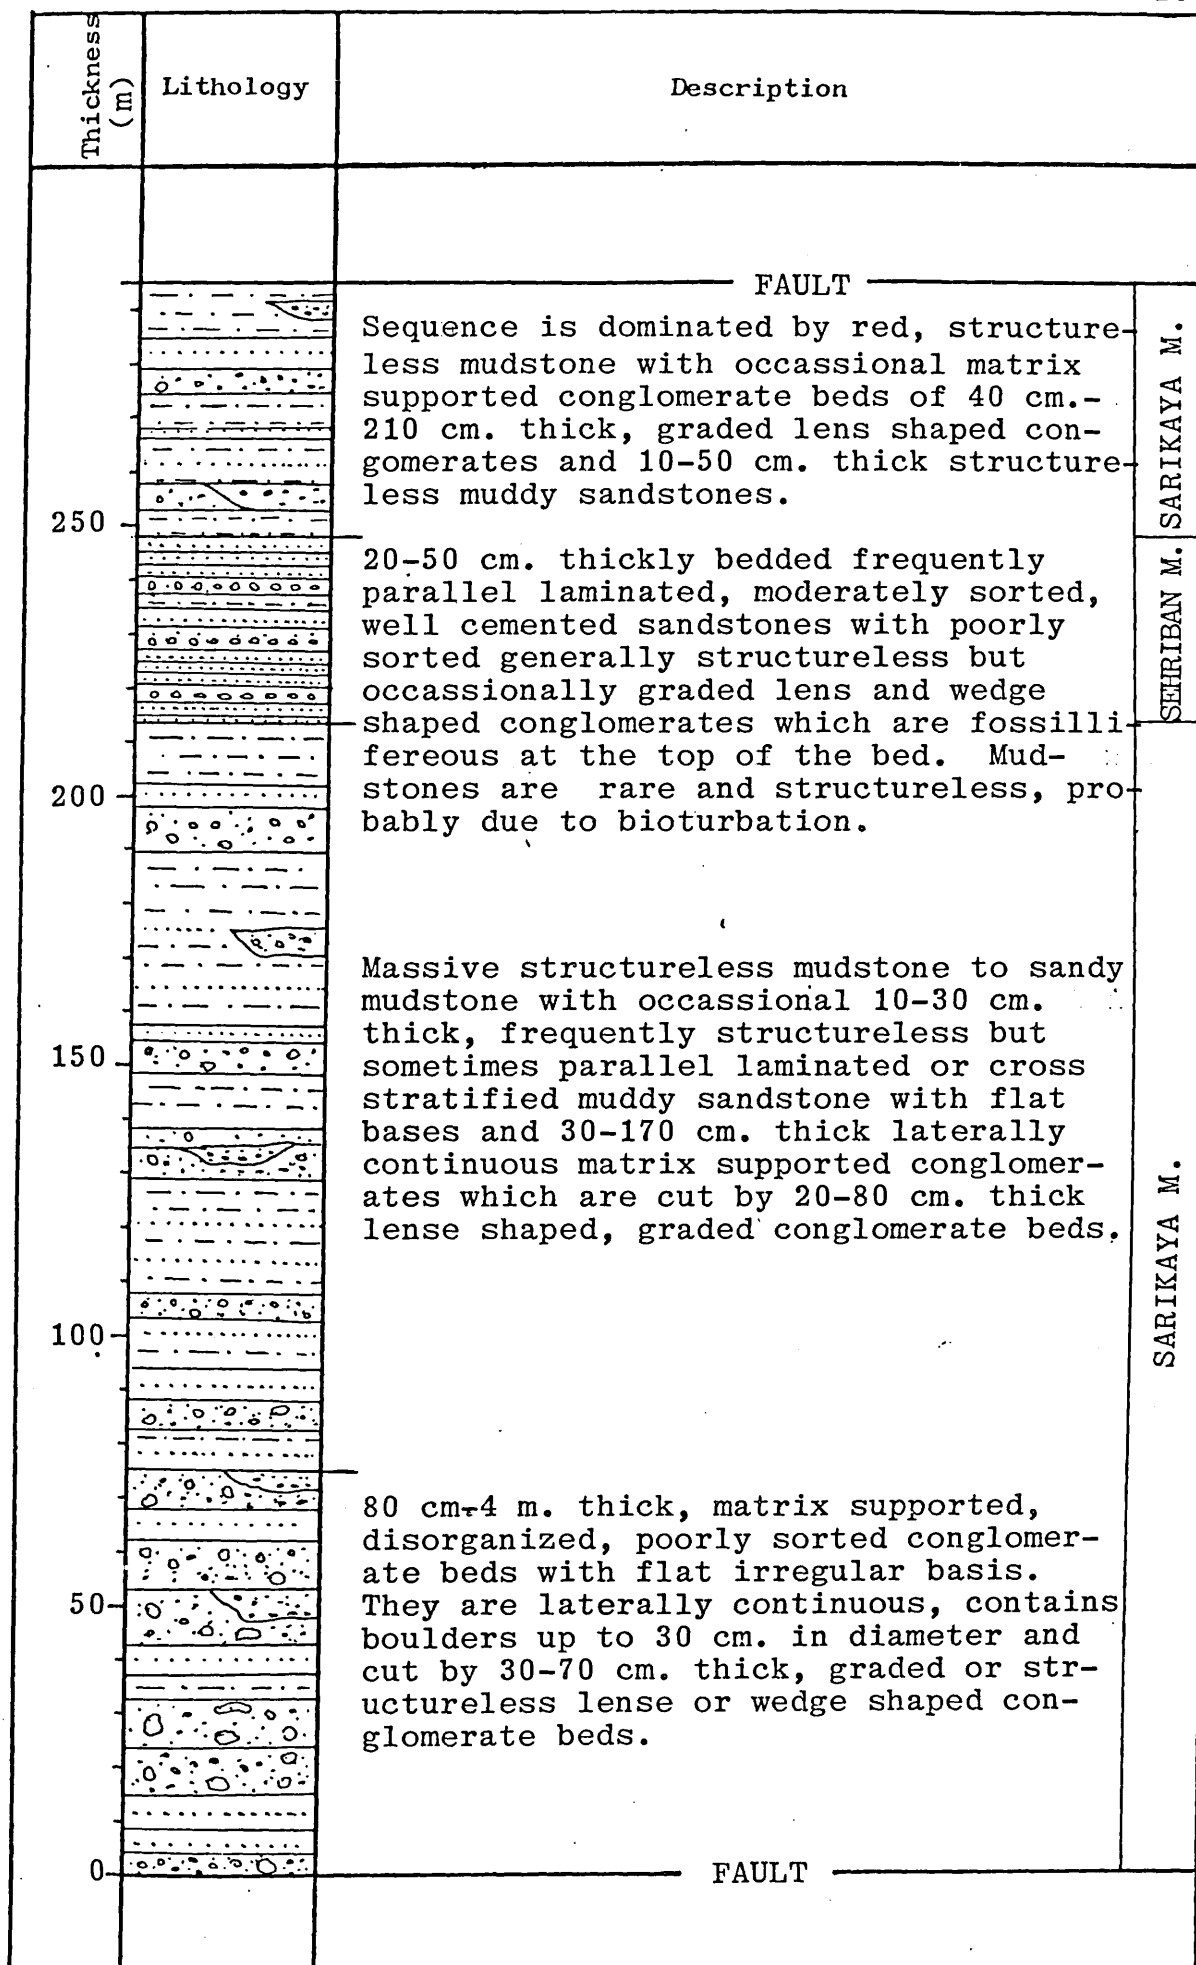 Thickness
(m)
Lithology
Description
FAULT
Sequence is dominated by red, structure-
less mudstone with occassional matrix
supported conglomerate beds of 40 cm.-
210 cm. thick, graded lens shaped con-
gomerates and 10-50 cm. thick structure-
less muddy sandstones.
SARIKAYA M.
250
20-50 cm. thickly bedded frequently
parallel laminated, moderately sorted,
well cemented sandstones with poorly
sorted generally structureless but
occassionally graded lens and wedge
shaped conglomerates which are fossilli-
fereous at the top of the bed. Mud-
stones are rare and structureless, pro-
bably due to bioturbation.
SEHRIBAN M.
200
Massive structureless mudstone to sandy
mudstone with occassional 10-30 cm.
thick, frequently structureless but
sometimes parallel laminated or cross
stratified muddy sandstone with flat
bases and 30-170 cm. thick laterally
continuous matrix supported conglomer-
ates which are cut by 20-80 cm. thick
lense shaped, graded conglomerate beds.
150
100
SARIKAYA M.
80 cm-4 m. thick, matrix supported,
disorganized, poorly sorted conglomer-
ate beds with flat irregular basis.
They are laterally continuous, contains
boulders up to 30 cm. in diameter and
cut by 30-70 cm. thick, graded or str-
uctureless lense or wedge shaped con-
glomerate beds.
50
0
FAULT